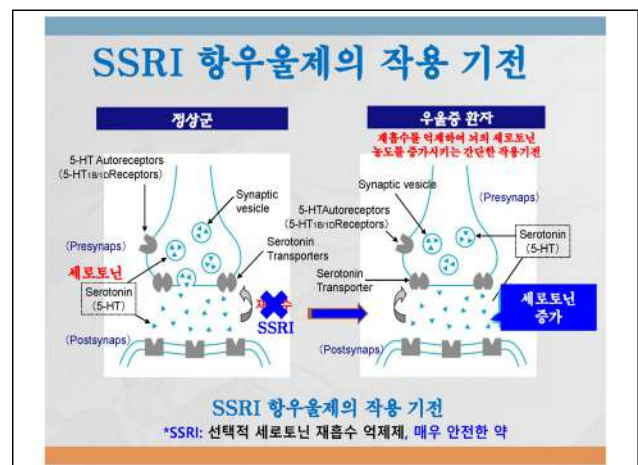 SSRI 항우울제의 작용 기전
정상군
5-HT Autoreceptors
(5-HT1B/1DReceptors)
Synaptic
vesicle
(Presynaps)
Serotonin
Transporters
세로토닌
Serotonin
(5-HT)
SSRI
(Postsynaps)
우울증 환자
재흡수를 억제하여 뇌의 세로토닌
농도를 증가시키는 간단한 작용기전
Synaptic vesicle
(Presynaps)
5-HTAutoreceptors
(5-HT1B/1DReceptors)
Serotonin
(5-HT)
Serotonin
Transporter
세로토닌
증가
(Postsynaps)
SSRI 항우울제의 작용 기전
*SSRI: 선택적 세로토닌 재흡수 억제제, 매우 안전한 약